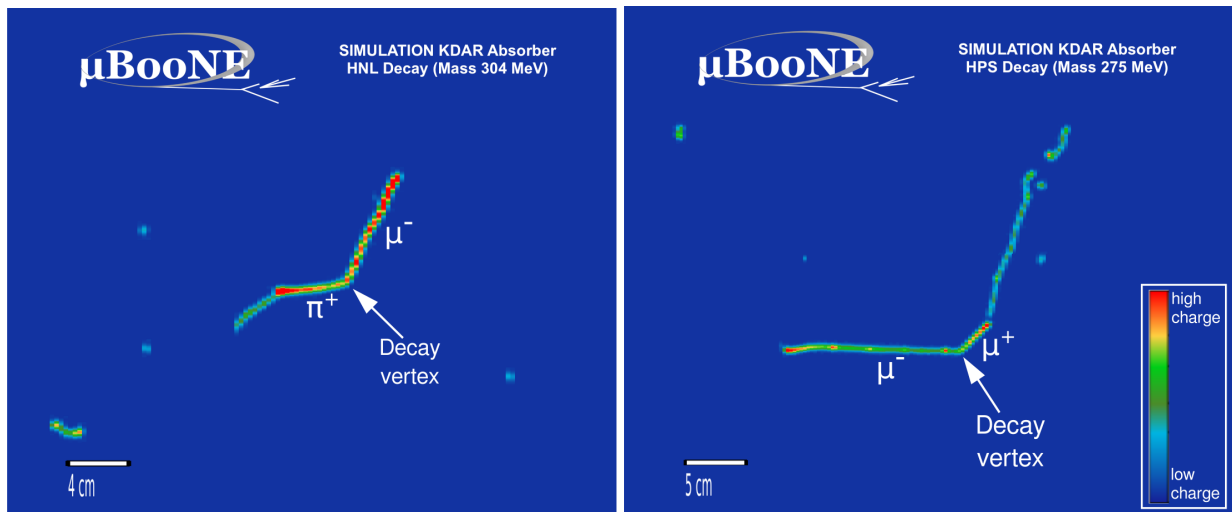 µBooNE
SIMULATION KDAR Absorber
HNL Decay (Mass 304 MeV)
μ⁻
π⁺
Decay
vertex
4 cm
µBooNE
SIMULATION KDAR Absorber
HPS Decay (Mass 275 MeV)
μ⁺
μ⁻
Decay
vertex
5 cm
high
charge
low
charge